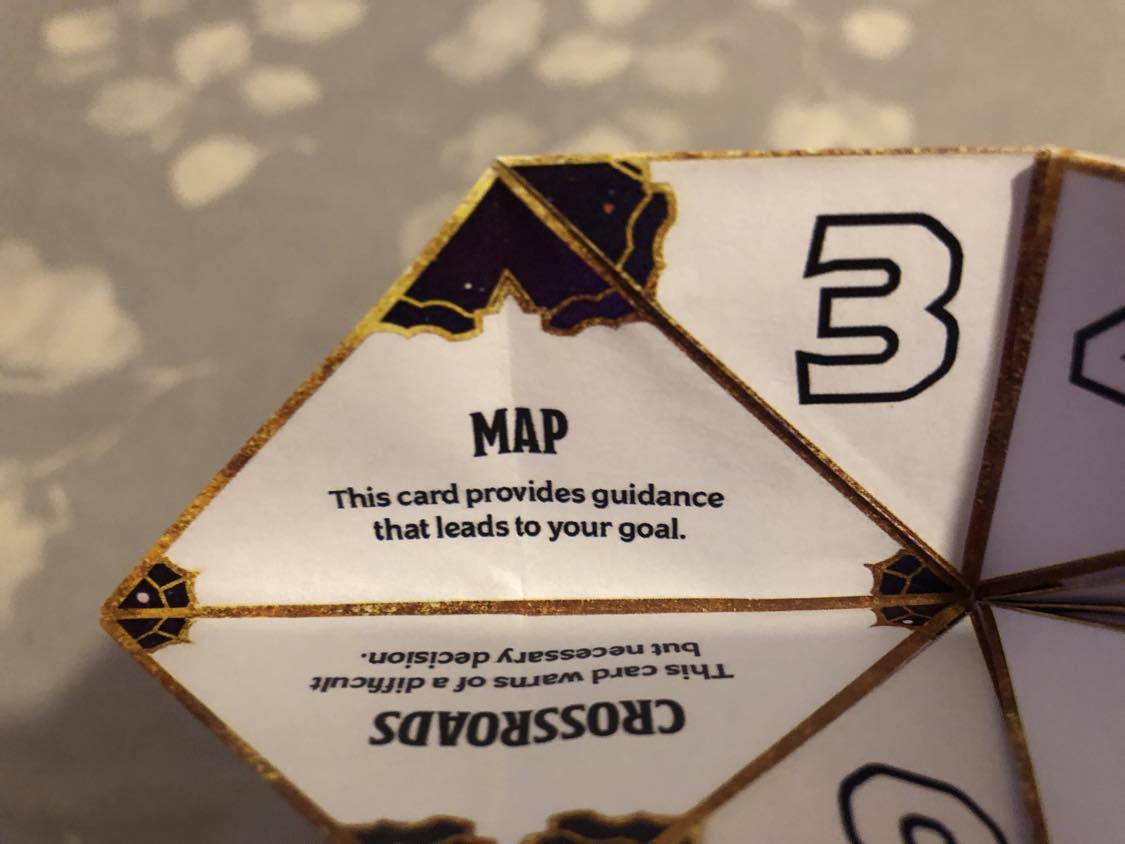 3
MAP
This card provides guidance
that leads to your goal.
CROSSROADS
This card warns of a difficult
but necessary decision.